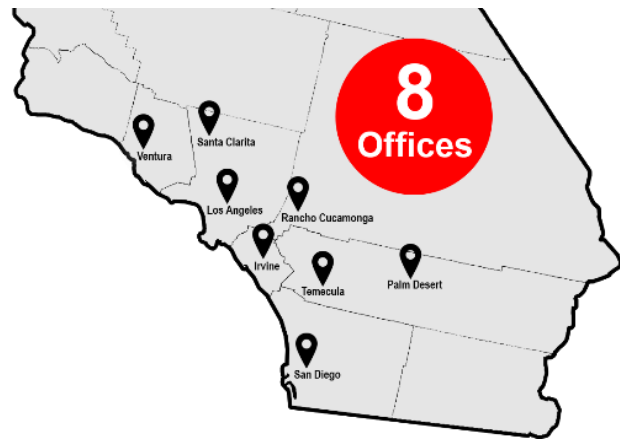 8
Offices
Ventura
Santa Clarita
Los Angeles
Rancho Cucamonga
Irvine
Temecula
Palm Desert
San Diego